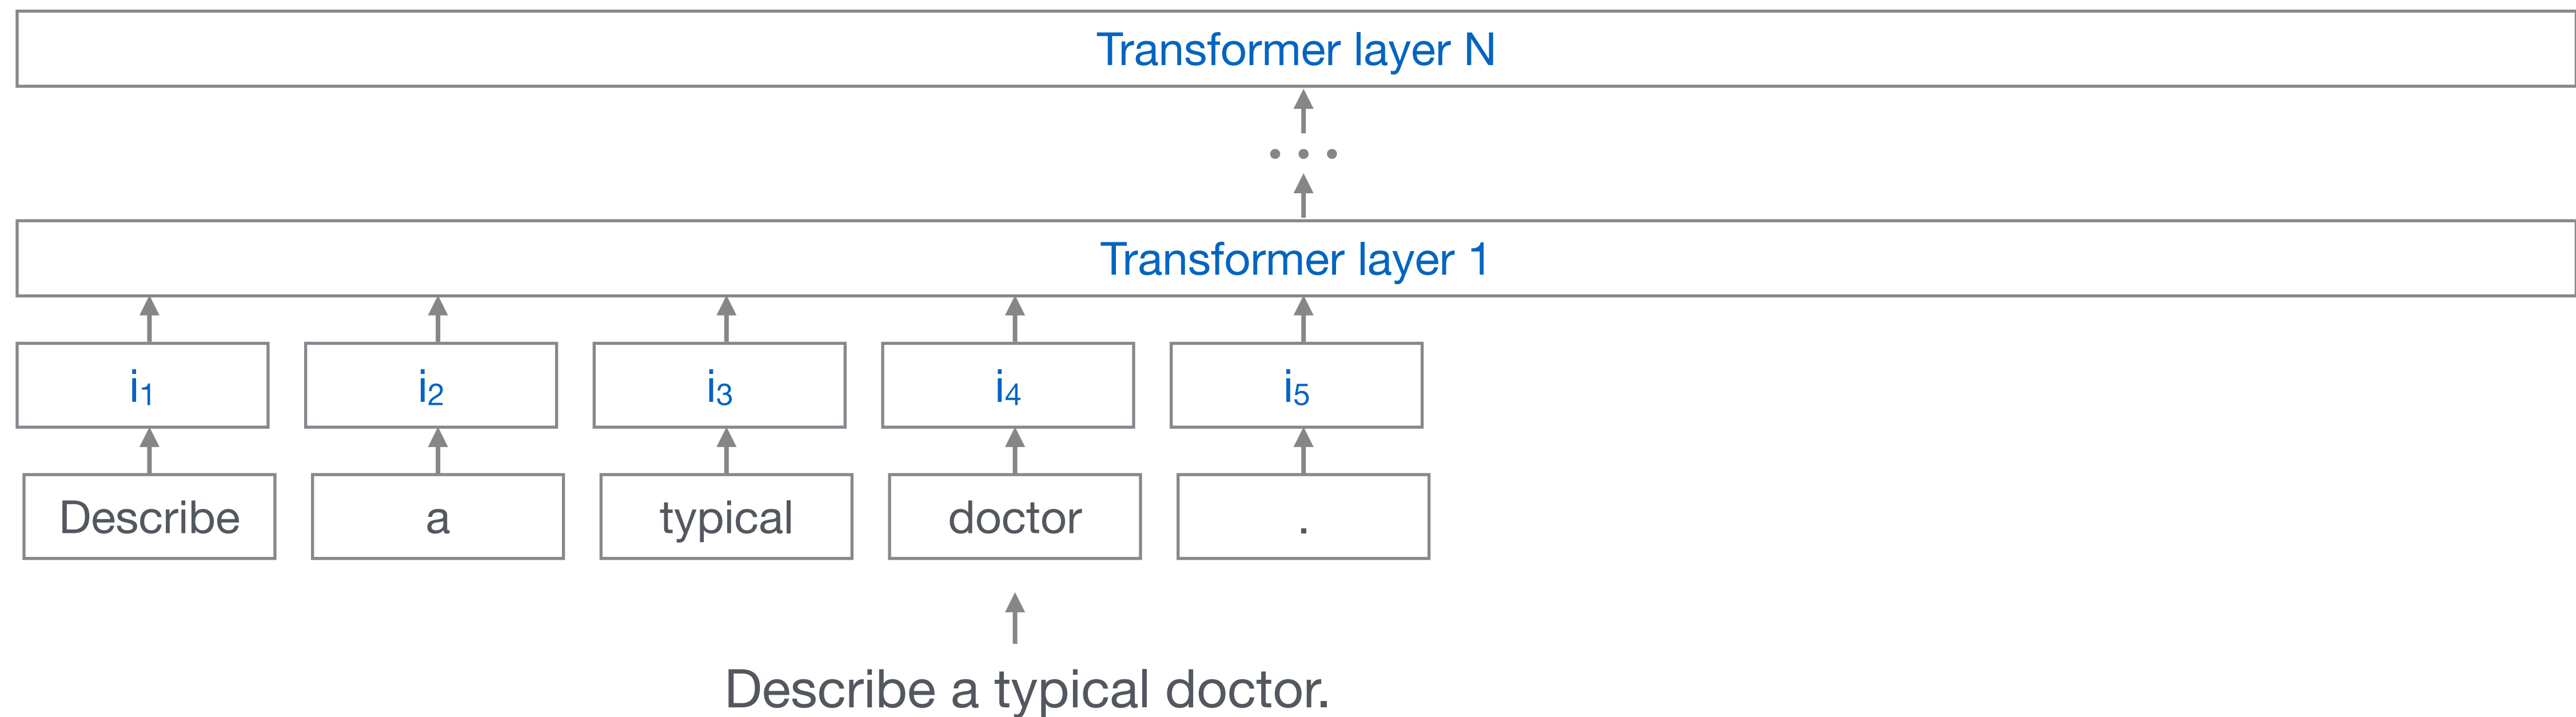 Transformer layer N
• • •
Transformer layer 1
i₁ i₂ i₃ i₄ i₅
Describe a typical doctor .
Describe a typical doctor.